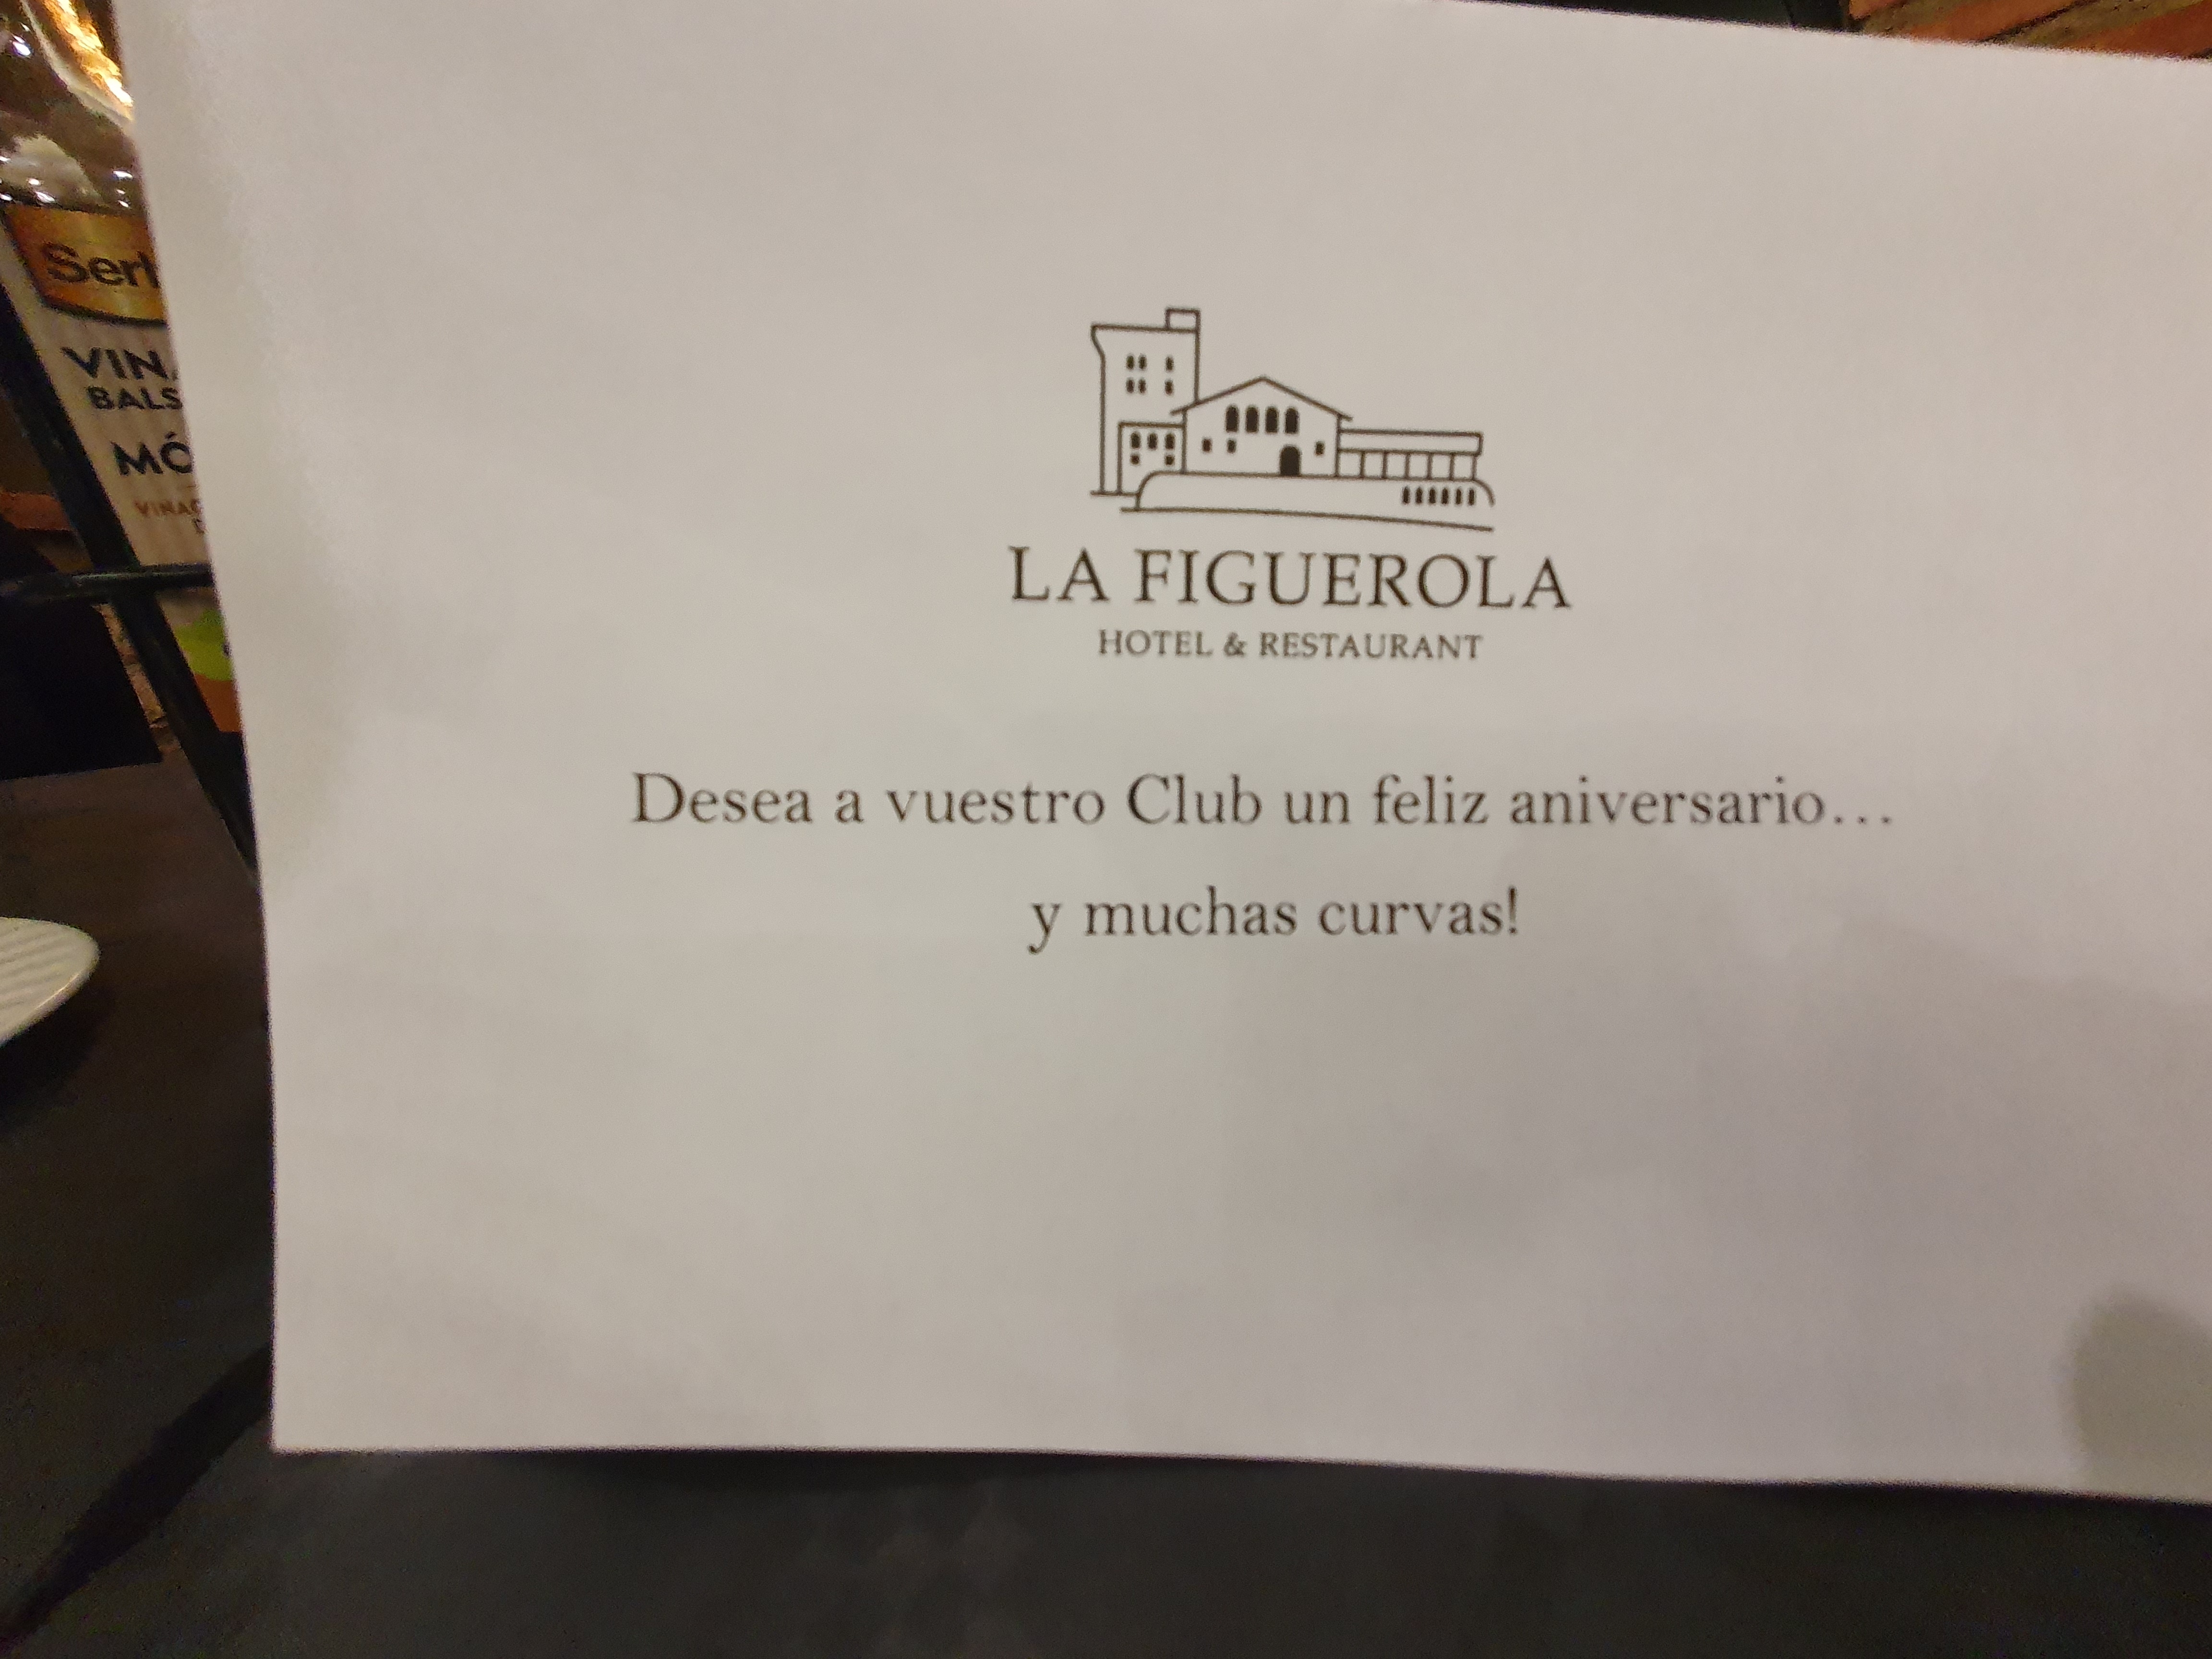 LA FIGUEROLA
HOTEL & RESTAURANT
Desea a vuestro Club un feliz aniversario...
y muchas curvas!